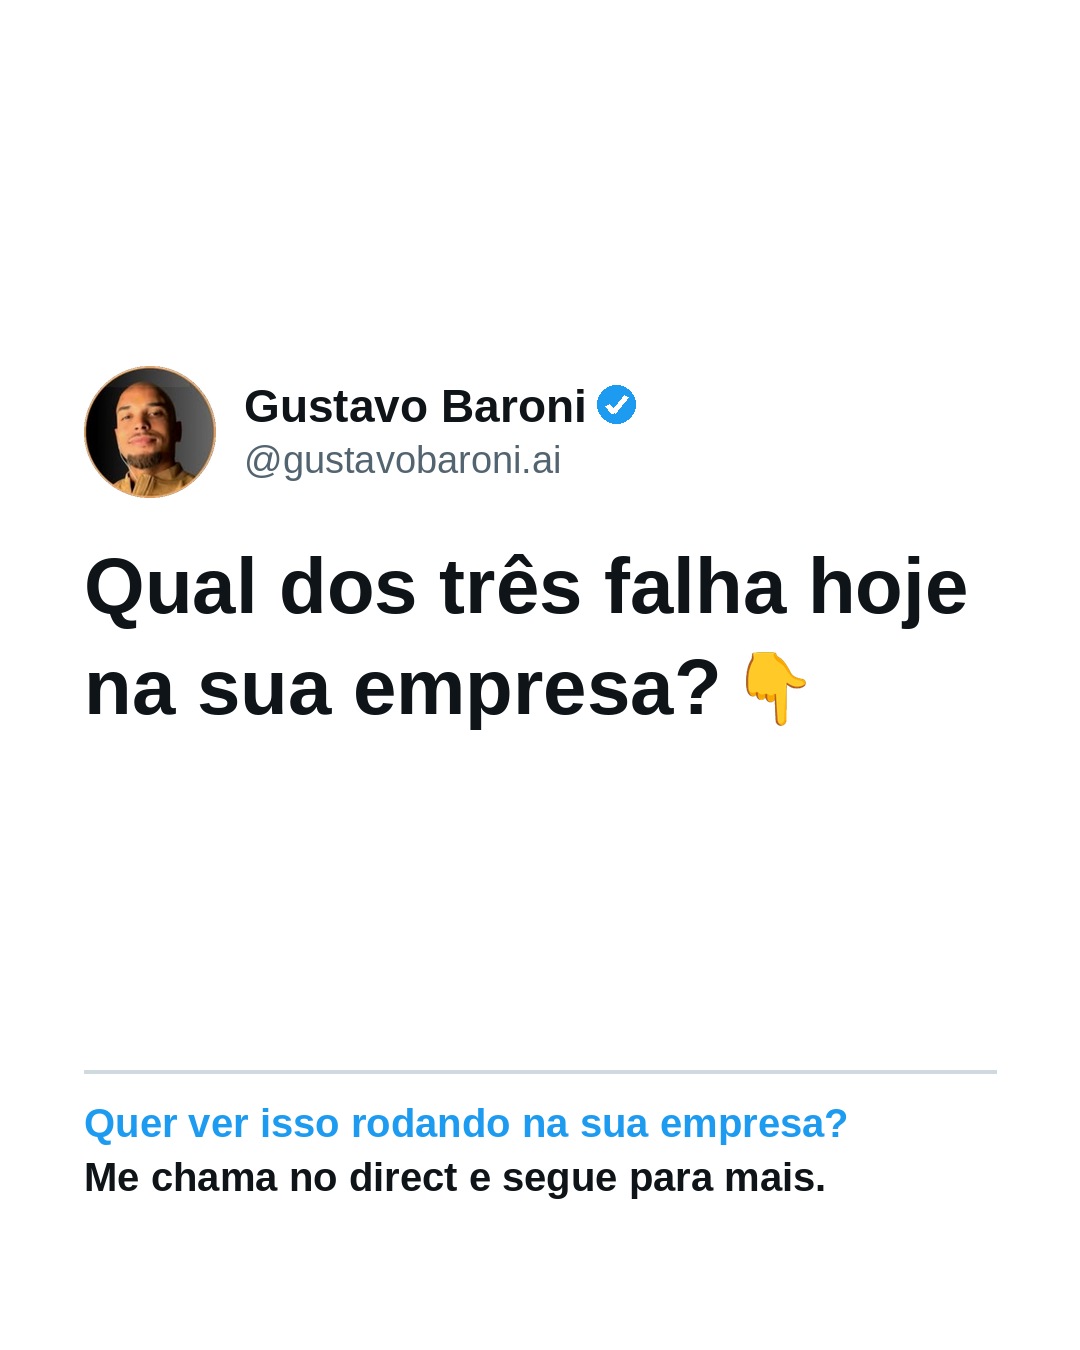 Gustavo Baroni
@gustavobaroni.ai
Qual dos três falha hoje
na sua empresa? 👇
Quer ver isso rodando na sua empresa?
Me chama no direct e segue para mais.